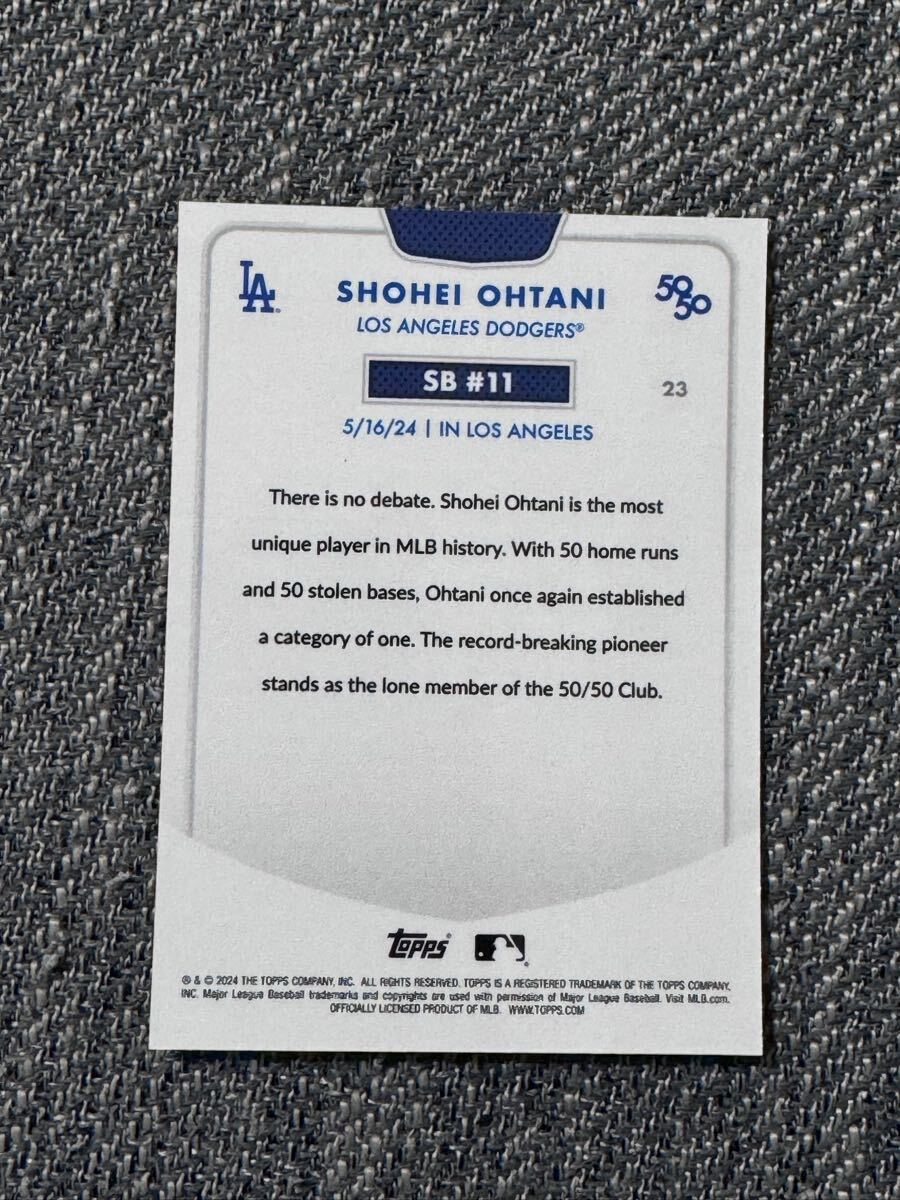 LA
SHOHEI OHTANI
50
50
LOS ANGELES DODGERS®
SB #11
23
5/16/24 | IN LOS ANGELES
There is no debate. Shohei Ohtani is the most
unique player in MLB history. With 50 home runs
and 50 stolen bases, Ohtani once again established
a category of one. The record-breaking pioneer
stands as the lone member of the 50/50 Club.
Topps
® & © 2024 THE TOPPS COMPANY, INC. ALL RIGHTS RESERVED. TOPPS IS A REGISTERED TRADEMARK OF THE TOPPS COMPANY,
INC. Major League Baseball trademarks and copyrights are used with permission of Major League Baseball. Visit MLB.com.
OFFICIALLY LICENSED PRODUCT OF MLB. WWW.TOPPS.COM